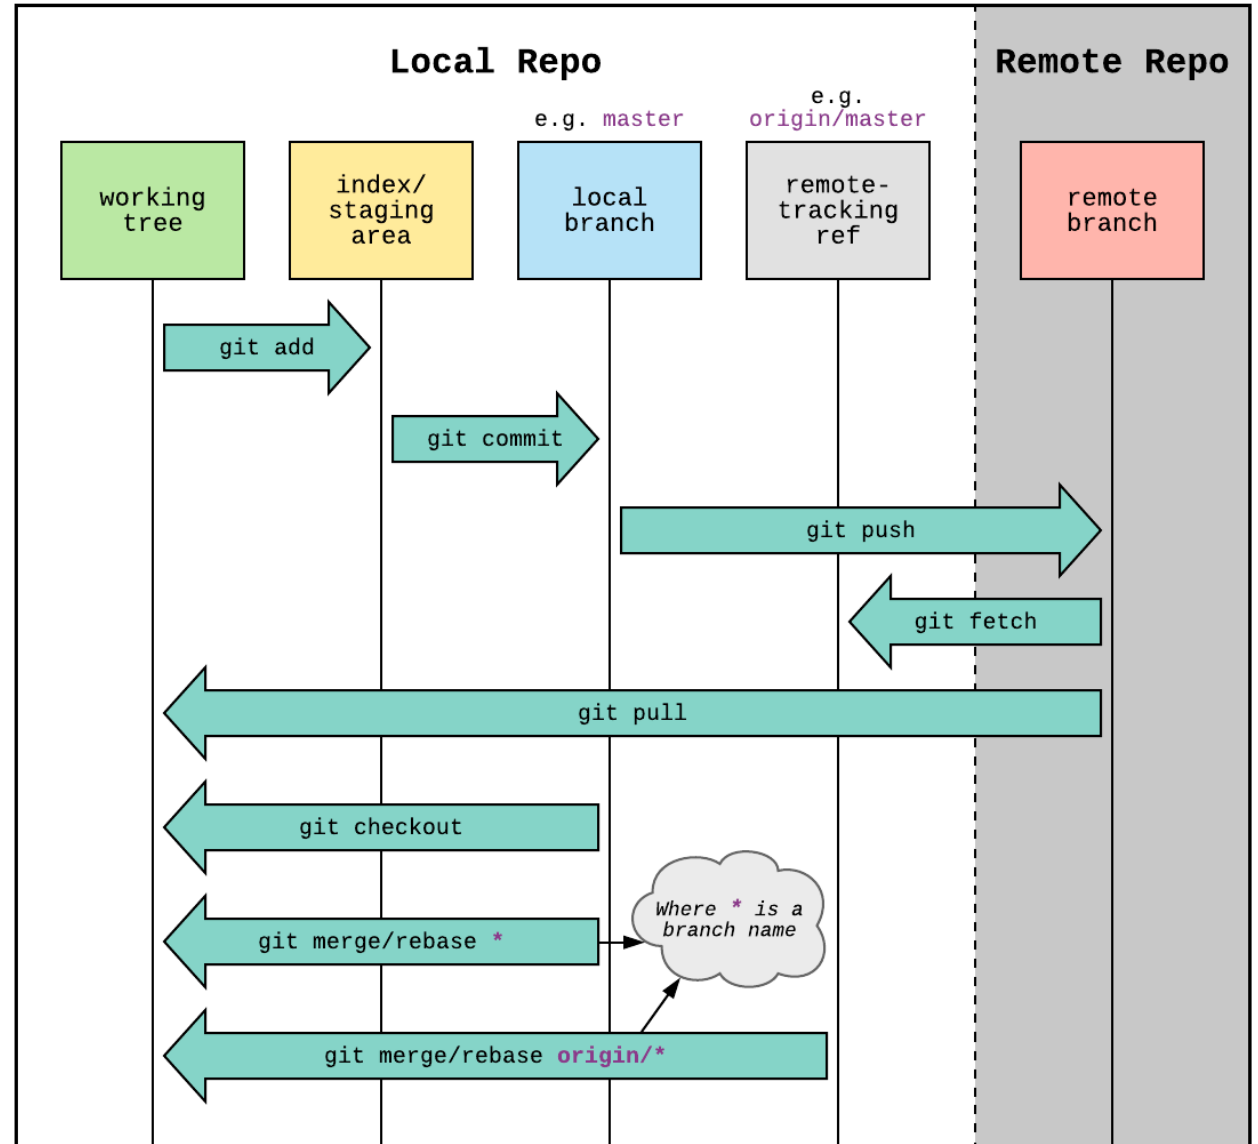 Local Repo
Remote Repo
e.g. master
e.g.
origin/master
working
tree
index/
staging
area
local
branch
remote-
tracking
ref
remote
branch
git add
git commit
git push
git fetch
git pull
git checkout
git merge/rebase *
Where * is a
branch name
git merge/rebase origin/*